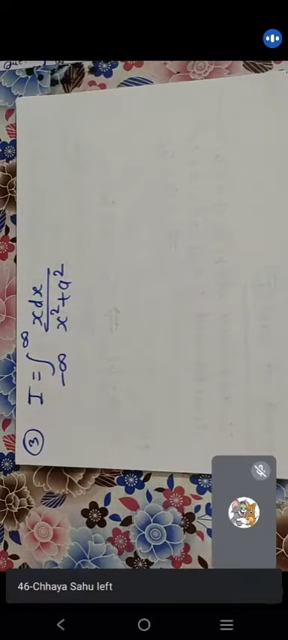 ③ I = ∫_{-∞}^{∞} x dx / (x² + a²)
46-Chhaya Sahu left